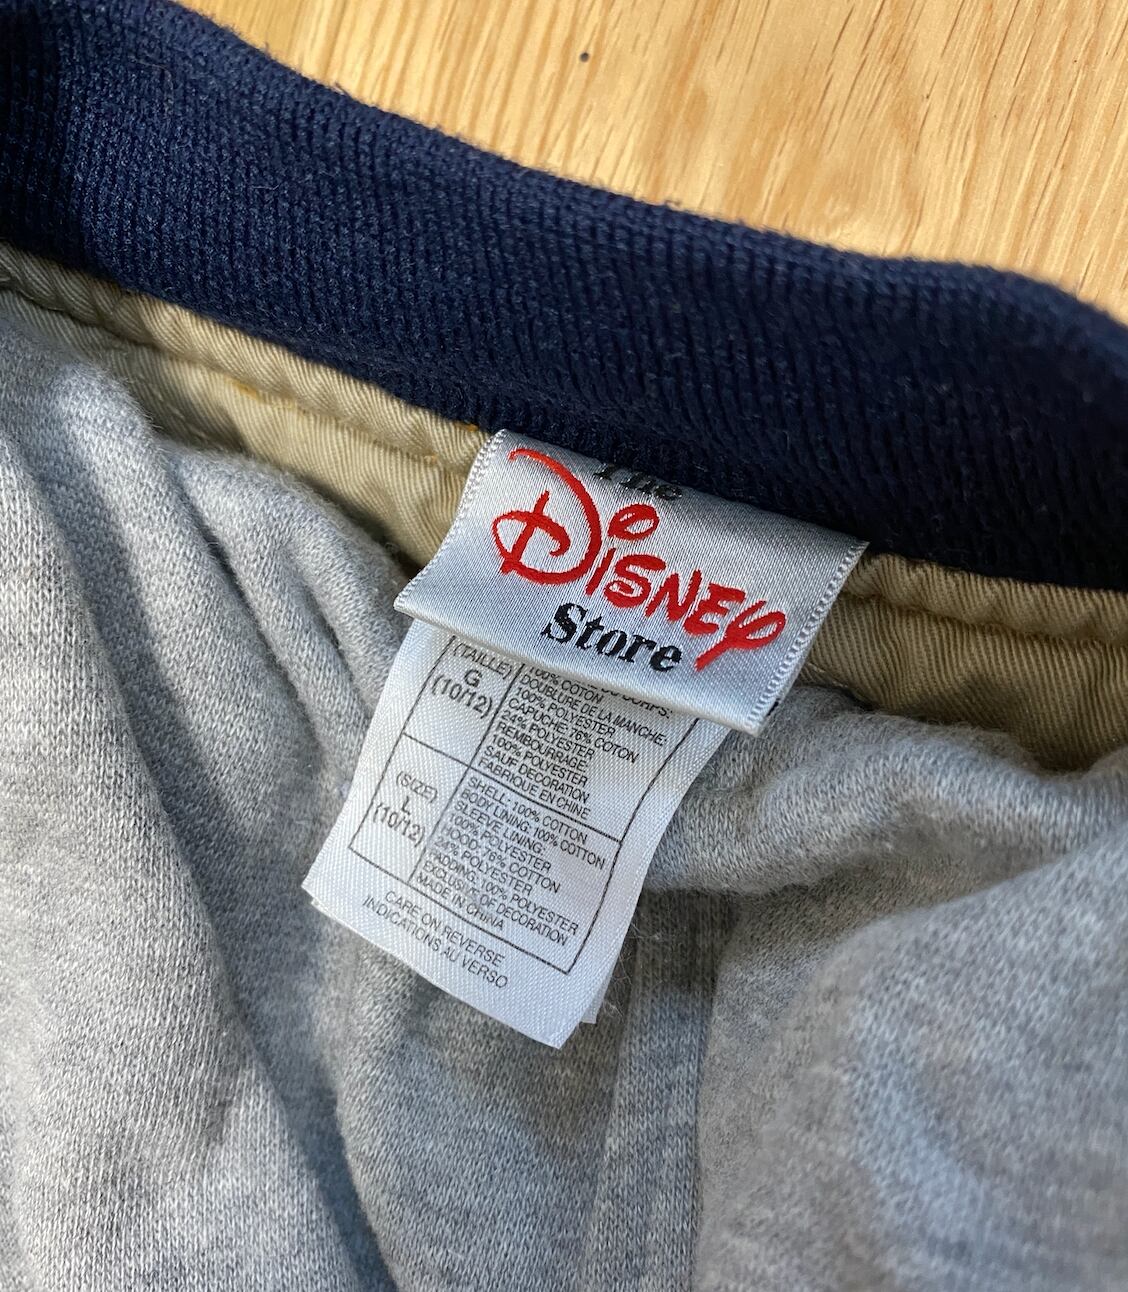 The
Disney
Store
(TAILLE)
G
(10/12)
100% COTON
DOUBLURE DE LA MANCHE:
100% POLYESTER
CAPUCHE: 76% COTON
24% POLYESTER
REMBOURRAGE:
100% POLYESTER
SAUF DECORATION
FABRIQUE EN CHINE
(SIZE)
L
(10/12)
SHELL: 100% COTTON
BODY LINING: 100% COTTON
SLEEVE LINING:
100% POLYESTER
HOOD: 76% COTTON
24% POLYESTER
PADDING: 100% POLYESTER
EXCLUSIVE OF DECORATION
MADE IN CHINA
CARE ON REVERSE
INDICATIONS AU VERSO